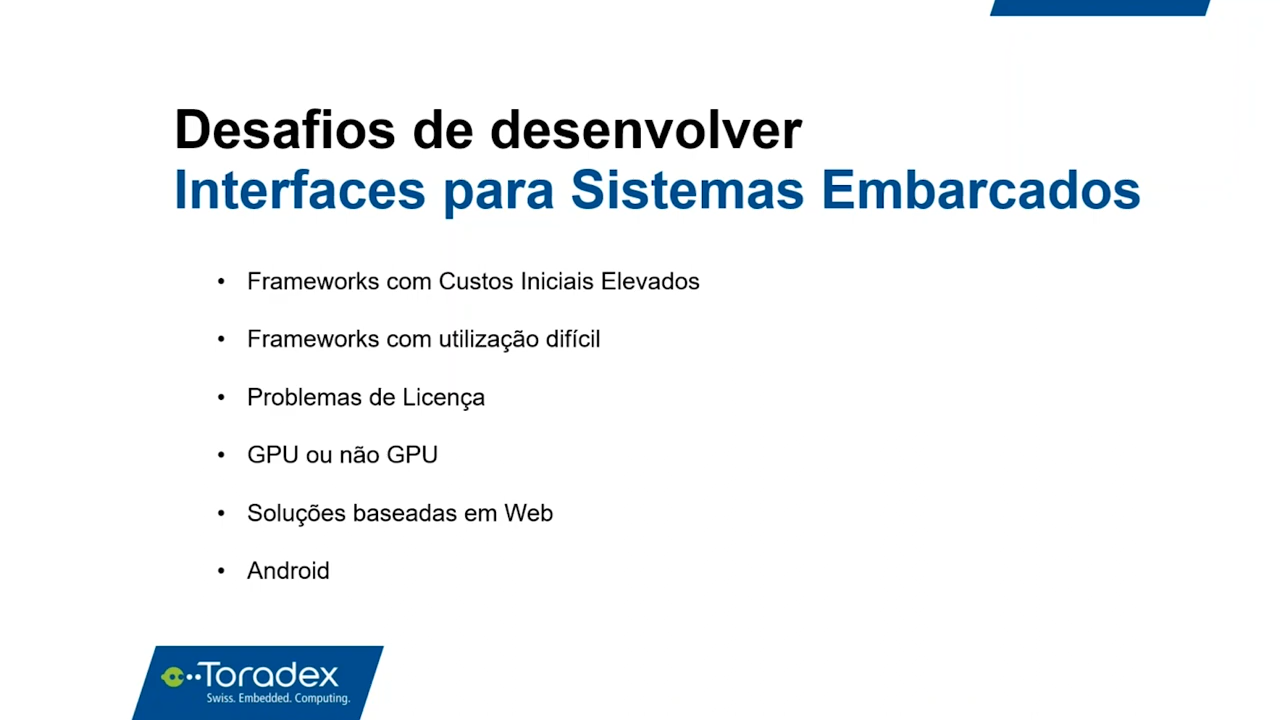 Desafios de desenvolver
Interfaces para Sistemas Embarcados
• Frameworks com Custos Iniciais Elevados
• Frameworks com utilização difícil
• Problemas de Licença
• GPU ou não GPU
• Soluções baseadas em Web
• Android
Toradex
Swiss. Embedded. Computing.